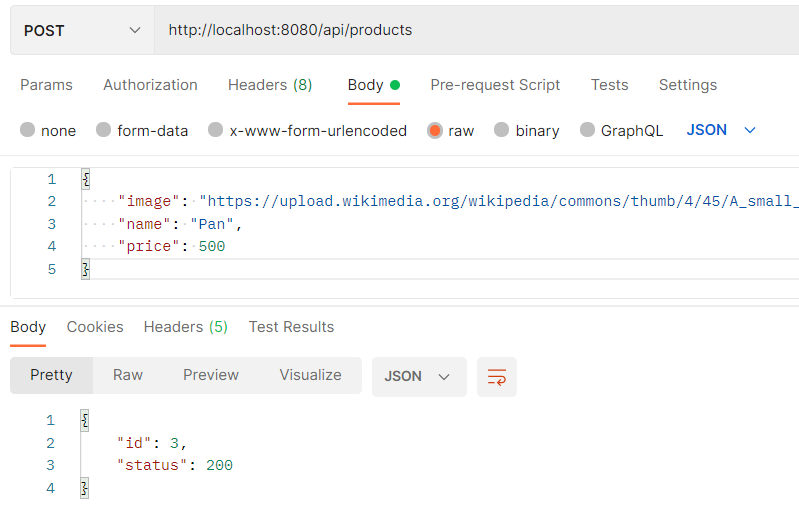 POST http://localhost:8080/api/products
Params Authorization Headers (8) Body Pre-request Script Tests Settings
none form-data x-www-form-urlencoded raw binary GraphQL JSON
1 {
2 "image": "https://upload.wikimedia.org/wikipedia/commons/thumb/4/45/A_small_
3 "name": "Pan",
4 "price": 500
5 }
Body Cookies Headers (5) Test Results
Pretty Raw Preview Visualize JSON
1 {
2 "id": 3,
3 "status": 200
4 }